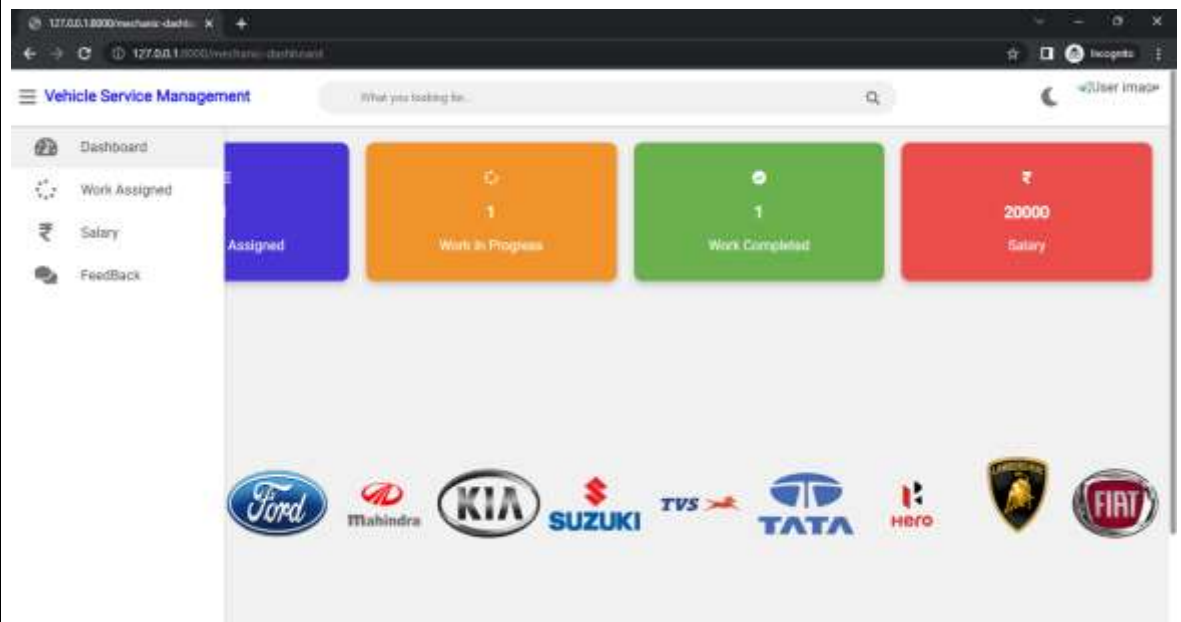 127.0.0.1:8000/mechanic-dashb
127.0.0.1:8000/mechanic-dashboard
Incognito
Vehicle Service Management
What you looking for...
User image
Dashboard
Work Assigned
Salary
FeedBack
Assigned
1
Work In Progress
1
Work Completed
₹
20000
Salary
Ford
Mahindra
KIA
SUZUKI
TVS
TATA
Hero
LAMBORGHINI
FIAT